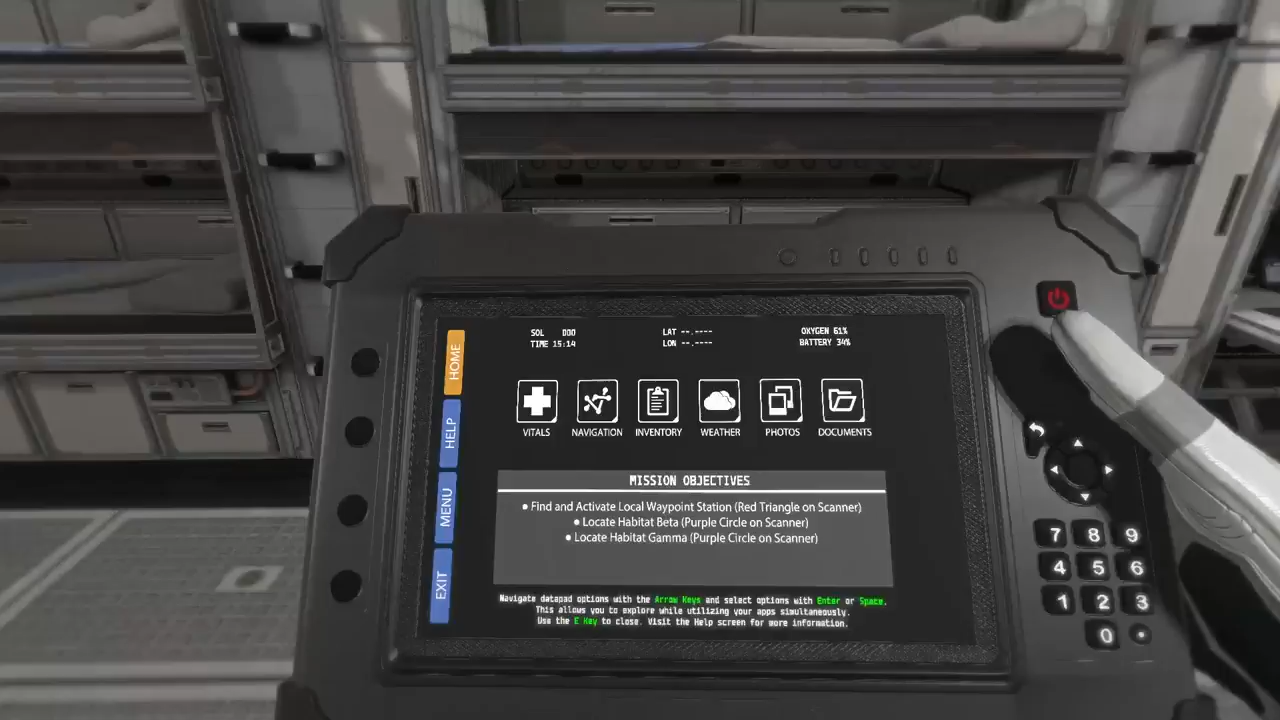 SOL 000
LAT --.----
OXYGEN 61%
TIME 15:14
LON --.----
BATTERY 34%
HOME
HELP
MENU
EXIT
VITALS
NAVIGATION
INVENTORY
WEATHER
PHOTOS
DOCUMENTS
MISSION OBJECTIVES
• Find and Activate Local Waypoint Station (Red Triangle on Scanner)
• Locate Habitat Beta (Purple Circle on Scanner)
• Locate Habitat Gamma (Purple Circle on Scanner)
Navigate datapad options with the Arrow Keys and select options with Enter or Space.
This allows you to explore while utilizing your apps simultaneously.
Use the E Key to close. Visit the Help screen for more information.
7 8 9
4 5 6
1 2 3
0